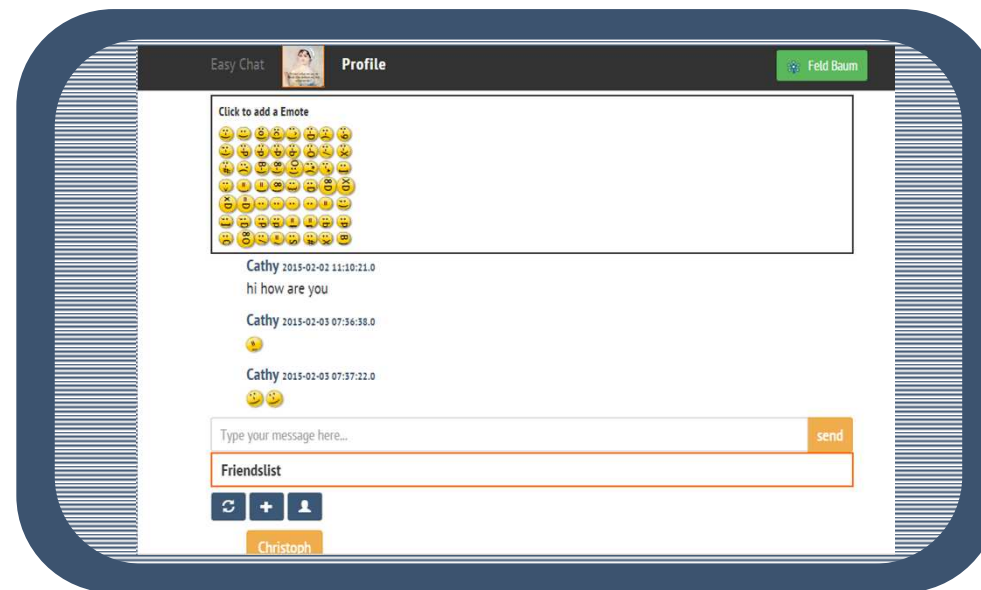 Easy Chat
Profile
Feld Baum
Click to add a Emote
Cathy 2015-02-02 11:10:21.0
hi how are you
Cathy 2015-02-03 07:36:38.0
Cathy 2015-02-03 07:37:22.0
Type your message here...
send
Friendslist
Christoph